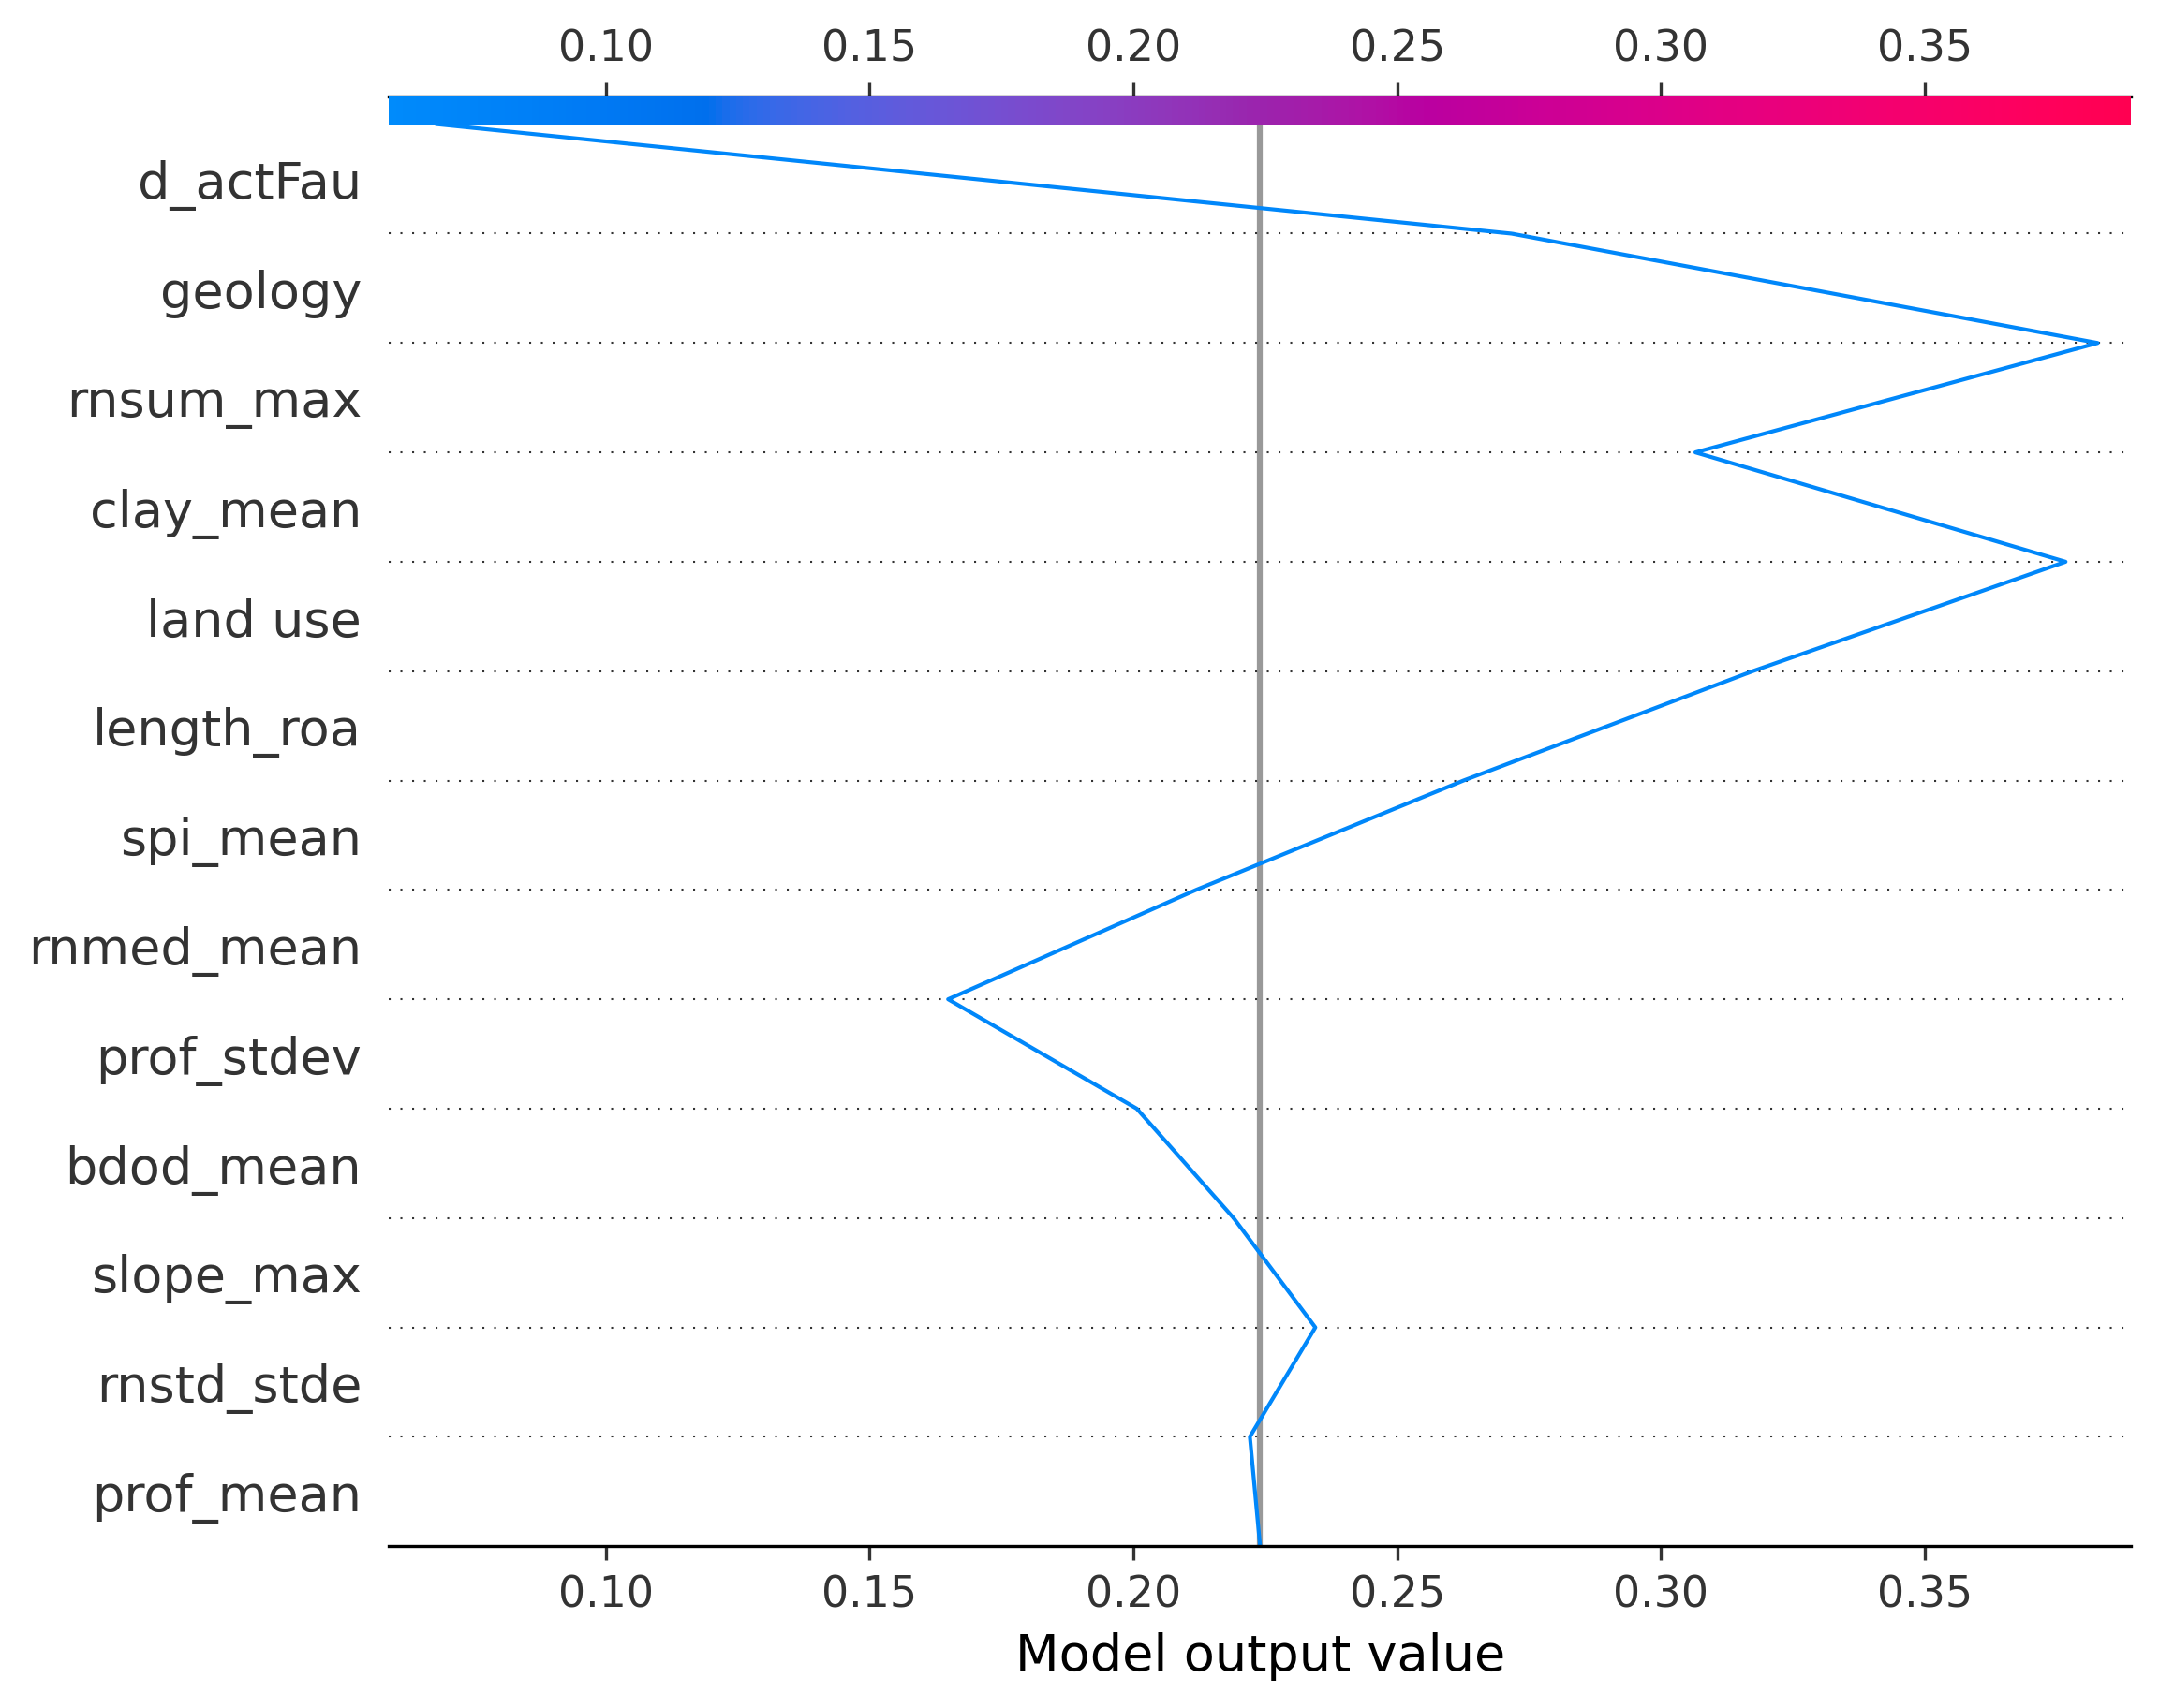 0.10 0.15 0.20 0.25 0.30 0.35
d_actFau
geology
rnsum_max
clay_mean
land use
length_roa
spi_mean
rnmed_mean
prof_stdev
bdod_mean
slope_max
rnstd_stde
prof_mean
0.10 0.15 0.20 0.25 0.30 0.35
Model output value